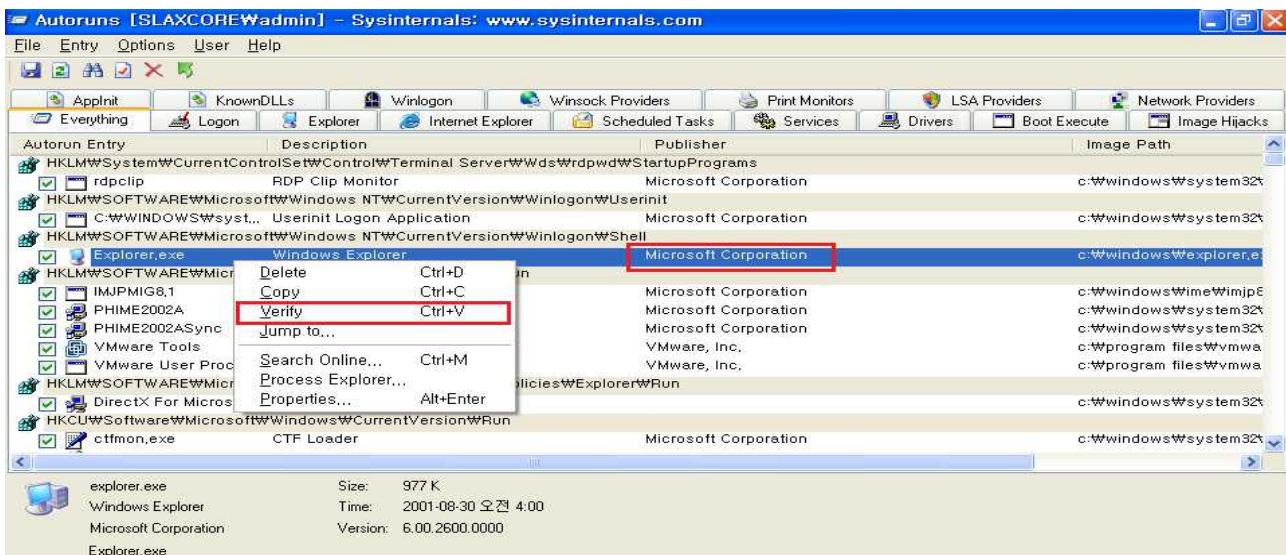 Autoruns [SLAXCORE₩admin] - Sysinternals: www.sysinternals.com
File Entry Options User Help
AppInit KnownDLLs Winlogon Winsock Providers Print Monitors LSA Providers Network Providers
Everything Logon Explorer Internet Explorer Scheduled Tasks Services Drivers Boot Execute Image Hijacks
Autorun Entry Description Publisher Image Path
HKLM₩System₩CurrentControlSet₩Control₩Terminal Server₩Wds₩rdpwd₩StartupPrograms
rdpclip RDP Clip Monitor Microsoft Corporation c:₩windows₩system32₩
HKLM₩SOFTWARE₩Microsoft₩Windows NT₩CurrentVersion₩Winlogon₩Userinit
C:₩WINDOWS₩syst... Userinit Logon Application Microsoft Corporation c:₩windows₩system32₩
HKLM₩SOFTWARE₩Microsoft₩Windows NT₩CurrentVersion₩Winlogon₩Shell
Explorer.exe Windows Explorer Microsoft Corporation c:₩windows₩explorer.e
HKLM₩SOFTWARE₩Micr un
IMJPMIG8.1 Microsoft Corporation c:₩windows₩ime₩imjp8
PHIME2002A Microsoft Corporation c:₩windows₩system32₩
PHIME2002ASync Microsoft Corporation c:₩windows₩system32₩
VMware Tools VMware, Inc. c:₩program files₩vmwa
VMware User Proc VMware, Inc. c:₩program files₩vmwa
HKLM₩SOFTWARE₩Micr olicies₩Explorer₩Run
DirectX For Micros c:₩windows₩system32₩
HKCU₩Software₩Microsoft₩Windows₩CurrentVersion₩Run
ctfmon.exe CTF Loader Microsoft Corporation c:₩windows₩system32₩
Delete Ctrl+D
Copy Ctrl+C
Verify Ctrl+V
Jump to...
Search Online... Ctrl+M
Process Explorer...
Properties... Alt+Enter
explorer.exe Size: 977 K
Windows Explorer Time: 2001-08-30 오전 4:00
Microsoft Corporation Version: 6.00.2600.0000
Explorer.exe